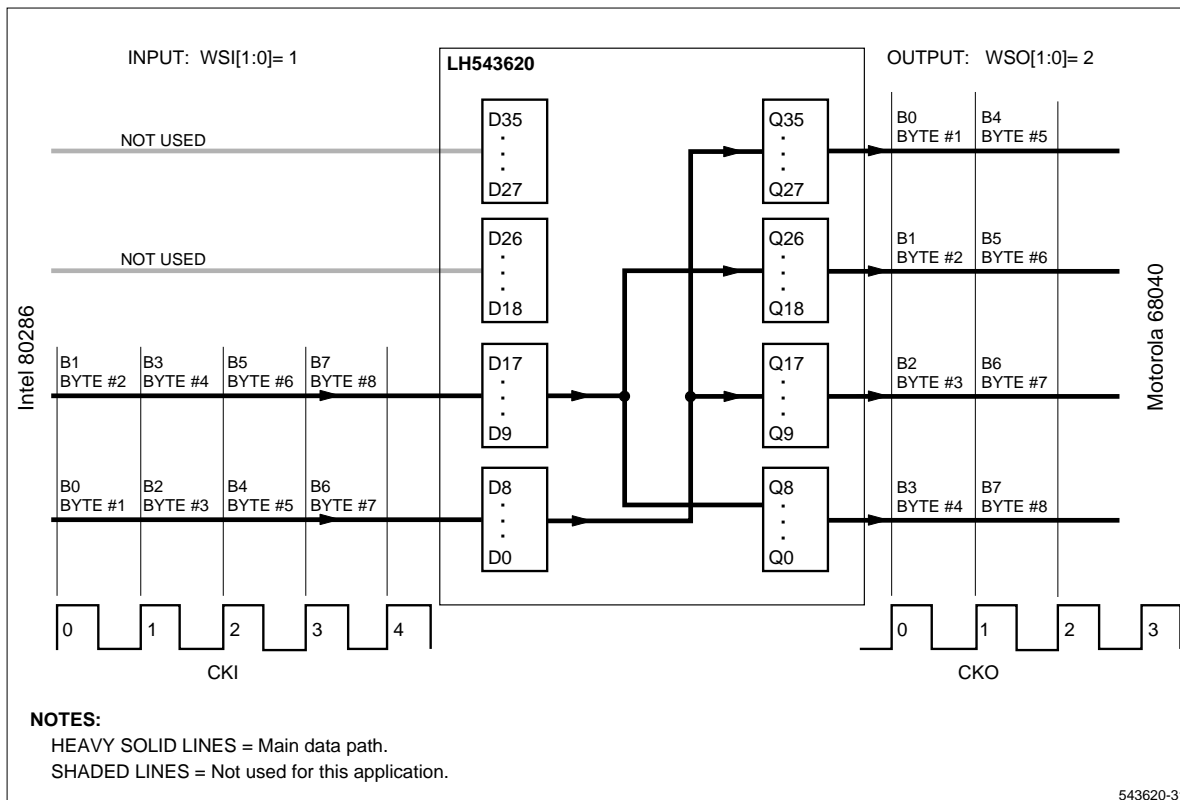 INPUT: WSI[1:0]= 1
LH543620
OUTPUT: WSO[1:0]= 2
NOT USED
D35
D27
Q35
Q27
B0
BYTE #1
B4
BYTE #5
NOT USED
D26
D18
Q26
Q18
B1
BYTE #2
B5
BYTE #6
Intel 80286
Motorola 68040
B1
BYTE #2
B3
BYTE #4
B5
BYTE #6
B7
BYTE #8
D17
D9
Q17
Q9
B2
BYTE #3
B6
BYTE #7
B0
BYTE #1
B2
BYTE #3
B4
BYTE #5
B6
BYTE #7
D8
D0
Q8
Q0
B3
BYTE #4
B7
BYTE #8
0 1 2 3 4
CKI
0 1 2 3
CKO
NOTES:
HEAVY SOLID LINES = Main data path.
SHADED LINES = Not used for this application.